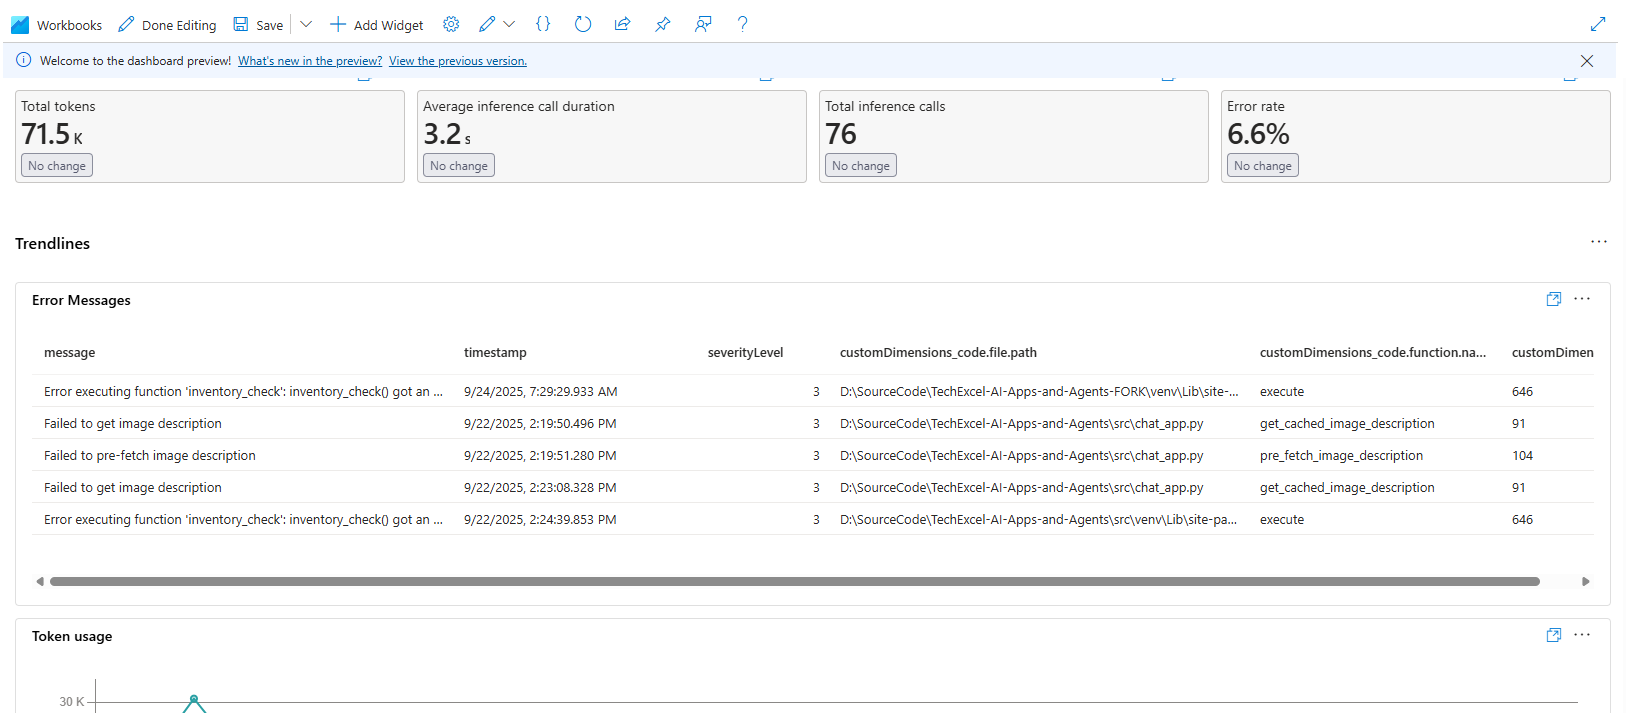 Workbooks Done Editing Save Add Widget {} ?
Welcome to the dashboard preview! What's new in the preview? View the previous version.
Total tokens
71.5 K
No change
Average inference call duration
3.2 s
No change
Total inference calls
76
No change
Error rate
6.6%
No change
Trendlines
Error Messages
message timestamp severityLevel customDimensions_code.file.path customDimensions_code.function.na... customDimen
Error executing function 'inventory_check': inventory_check() got an ... 9/24/2025, 7:29:29.933 AM 3 D:\SourceCode\TechExcel-AI-Apps-and-Agents-FORK\venv\Lib\site-... execute 646
Failed to get image description 9/22/2025, 2:19:50.496 PM 3 D:\SourceCode\TechExcel-AI-Apps-and-Agents\src\chat_app.py get_cached_image_description 91
Failed to pre-fetch image description 9/22/2025, 2:19:51.280 PM 3 D:\SourceCode\TechExcel-AI-Apps-and-Agents\src\chat_app.py pre_fetch_image_description 104
Failed to get image description 9/22/2025, 2:23:08.328 PM 3 D:\SourceCode\TechExcel-AI-Apps-and-Agents\src\chat_app.py get_cached_image_description 91
Error executing function 'inventory_check': inventory_check() got an ... 9/22/2025, 2:24:39.853 PM 3 D:\SourceCode\TechExcel-AI-Apps-and-Agents\src\venv\Lib\site-pa... execute 646
Token usage
30 K